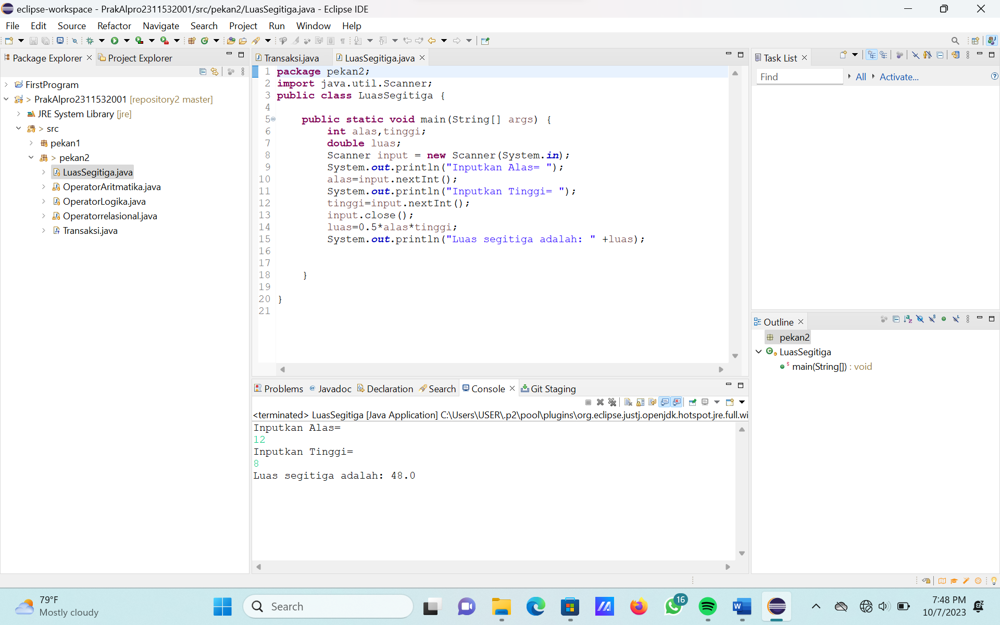 eclipse-workspace - PrakAlpro2311532001/src/pekan2/LuasSegitiga.java - Eclipse IDE
File Edit Source Refactor Navigate Search Project Run Window Help
Package Explorer
Project Explorer
FirstProgram
> PrakAlpro2311532001 [repository2 master]
JRE System Library [jre]
> src
pekan1
> pekan2
LuasSegitiga.java
OperatorAritmatika.java
OperatorLogika.java
Operatorrelasional.java
Transaksi.java
Transaksi.java
LuasSegitiga.java
1 package pekan2;
2 import java.util.Scanner;
3 public class LuasSegitiga {
4
5 public static void main(String[] args) {
6 int alas,tinggi;
7 double luas;
8 Scanner input = new Scanner(System.in);
9 System.out.println("Inputkan Alas= ");
10 alas=input.nextInt();
11 System.out.println("Inputkan Tinggi= ");
12 tinggi=input.nextInt();
13 input.close();
14 luas=0.5*alas*tinggi;
15 System.out.println("Luas segitiga adalah: " +luas);
16
17
18 }
19
20 }
21
Problems @ Javadoc Declaration Search Console Git Staging
<terminated> LuasSegitiga [Java Application] C:\Users\USER\.p2\pool\plugins\org.eclipse.justj.openjdk.hotspot.jre.full.wi
Inputkan Alas=
12
Inputkan Tinggi=
8
Luas segitiga adalah: 48.0
Task List
Find
All
Activate...
Outline
pekan2
LuasSegitiga
main(String[]) : void
79°F
Mostly cloudy
Search
16
7:48 PM
10/7/2023